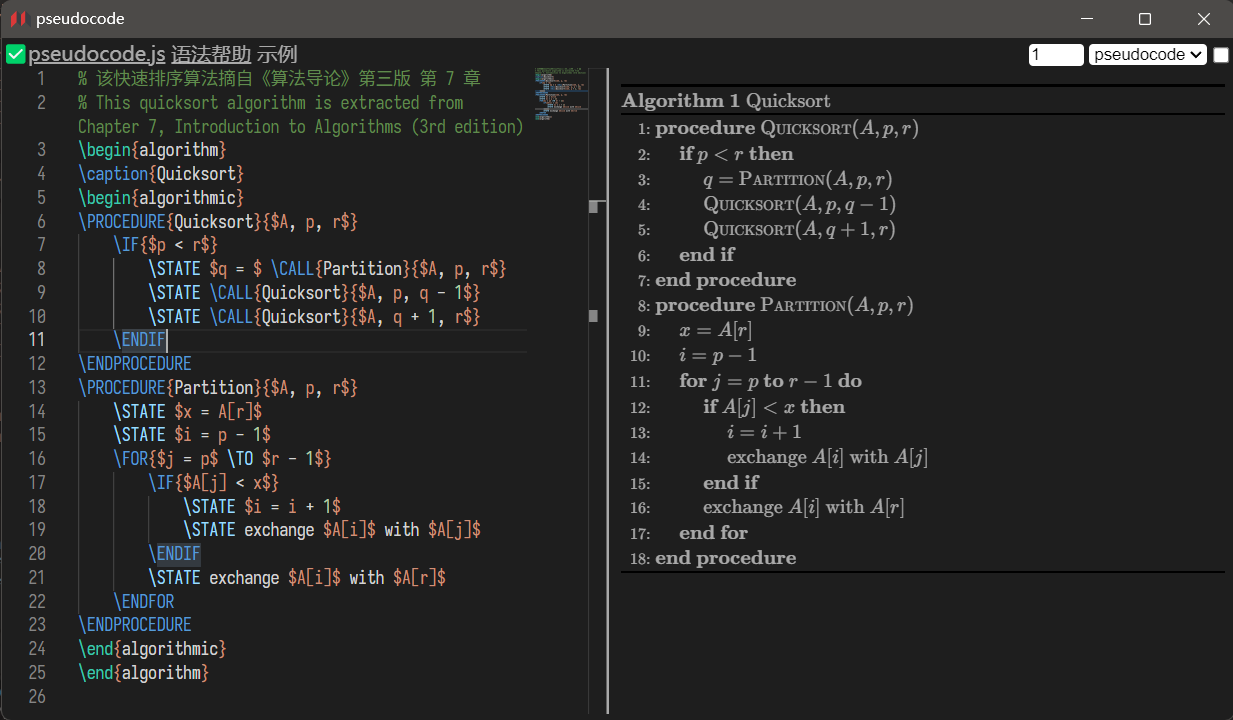 pseudocode
pseudocode.js 语法帮助 示例
1 pseudocode
1 % 该快速排序算法摘自《算法导论》第三版 第 7 章
2 % This quicksort algorithm is extracted from
Chapter 7, Introduction to Algorithms (3rd edition)
3 \begin{algorithm}
4 \caption{Quicksort}
5 \begin{algorithmic}
6 \PROCEDURE{Quicksort}{$A, p, r$}
7 \IF{$p < r$}
8 \STATE $q = $ \CALL{Partition}{$A, p, r$}
9 \STATE \CALL{Quicksort}{$A, p, q - 1$}
10 \STATE \CALL{Quicksort}{$A, q + 1, r$}
11 \ENDIF
12 \ENDPROCEDURE
13 \PROCEDURE{Partition}{$A, p, r$}
14 \STATE $x = A[r]$
15 \STATE $i = p - 1$
16 \FOR{$j = p$ \TO $r - 1$}
17 \IF{$A[j] < x$}
18 \STATE $i = i + 1$
19 \STATE exchange $A[i]$ with $A[j]$
20 \ENDIF
21 \STATE exchange $A[i]$ with $A[r]$
22 \ENDFOR
23 \ENDPROCEDURE
24 \end{algorithmic}
25 \end{algorithm}
26
Algorithm 1 Quicksort
1: procedure Quicksort(A, p, r)
2: if p < r then
3: q = Partition(A, p, r)
4: Quicksort(A, p, q − 1)
5: Quicksort(A, q + 1, r)
6: end if
7: end procedure
8: procedure Partition(A, p, r)
9: x = A[r]
10: i = p − 1
11: for j = p to r − 1 do
12: if A[j] < x then
13: i = i + 1
14: exchange A[i] with A[j]
15: end if
16: exchange A[i] with A[r]
17: end for
18: end procedure